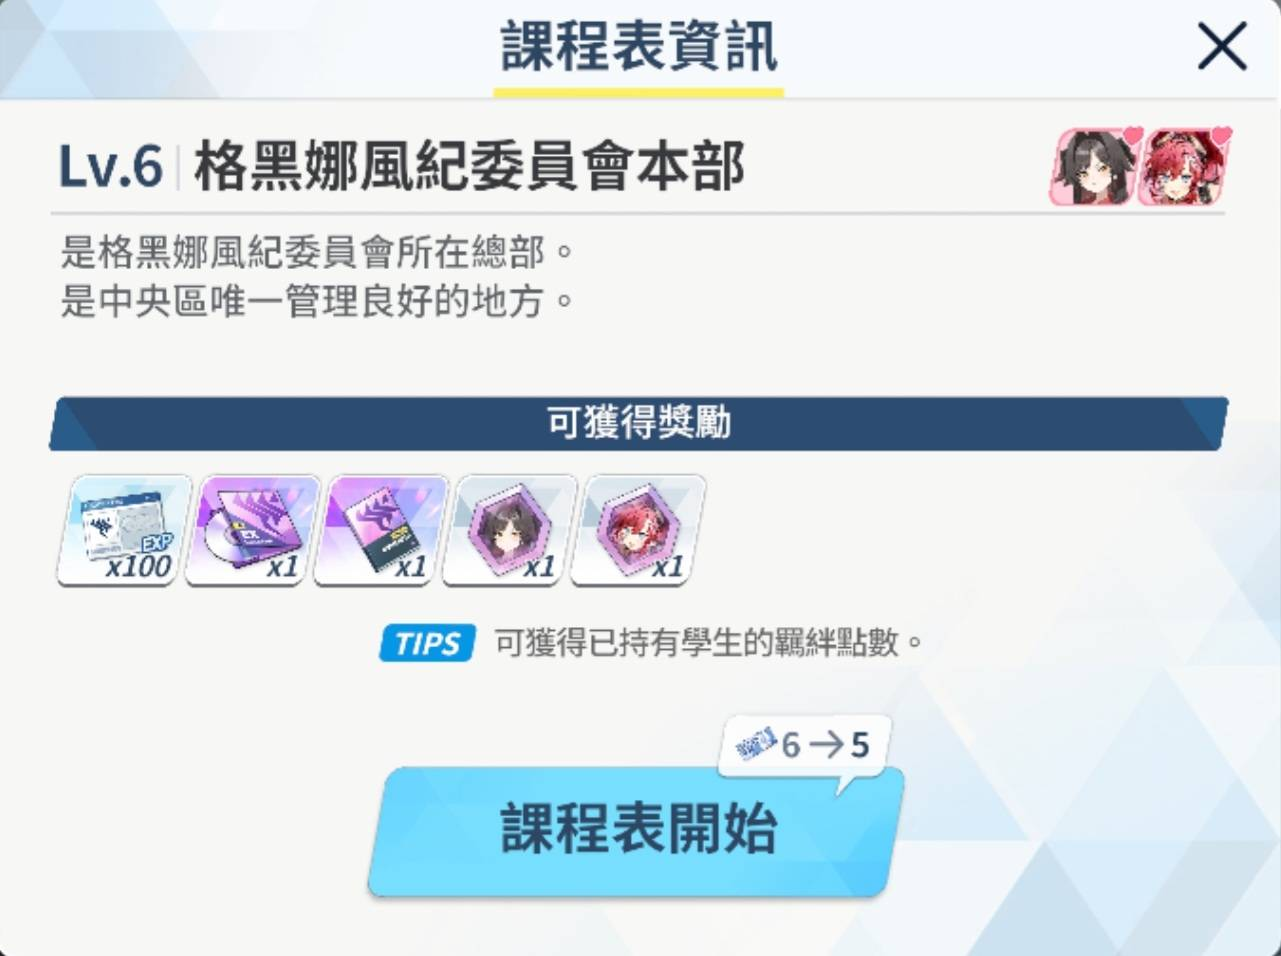 課程表資訊
Lv.6 格黑娜風紀委員會本部
是格黑娜風紀委員會所在總部。
是中央區唯一管理良好的地方。
可獲得獎勵
EXP
x100
EX
x1
x1
x1
x1
TIPS 可獲得已持有學生的羈絆點數。
6→5
課程表開始